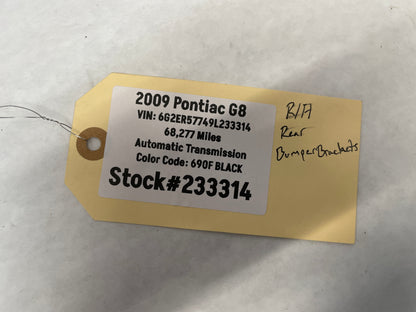 2009 Pontiac G8
VIN: 6G2ER57749L233314
68,277 Miles
Automatic Transmission
Color Code: 690F BLACK
Stock#233314
Rear
Bumper Brackets